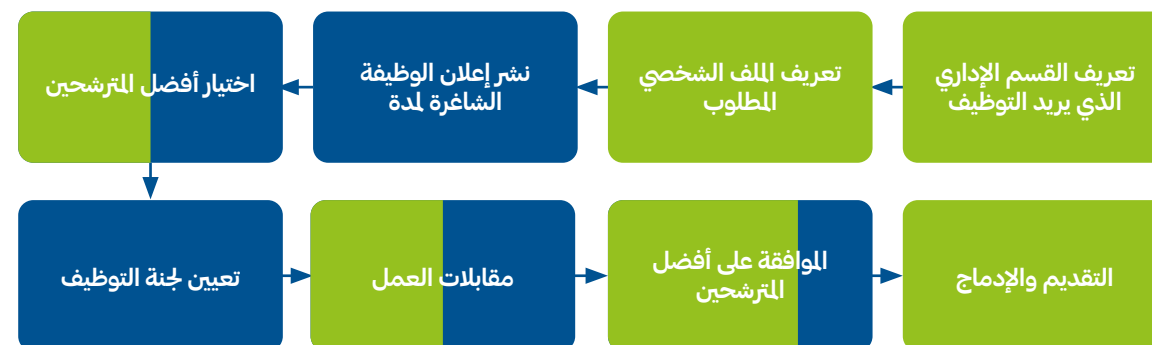 تعريف القسم الإداري
الذي يريد التوظيف
تعريف الملف الشخصي
المطلوب
نشر إعلان الوظيفة
الشاغرة لمدة
اختيار أفضل المترشحين
تعيين لجنة التوظيف
مقابلات العمل
الموافقة على أفضل
المترشحين
التقديم والإدماج